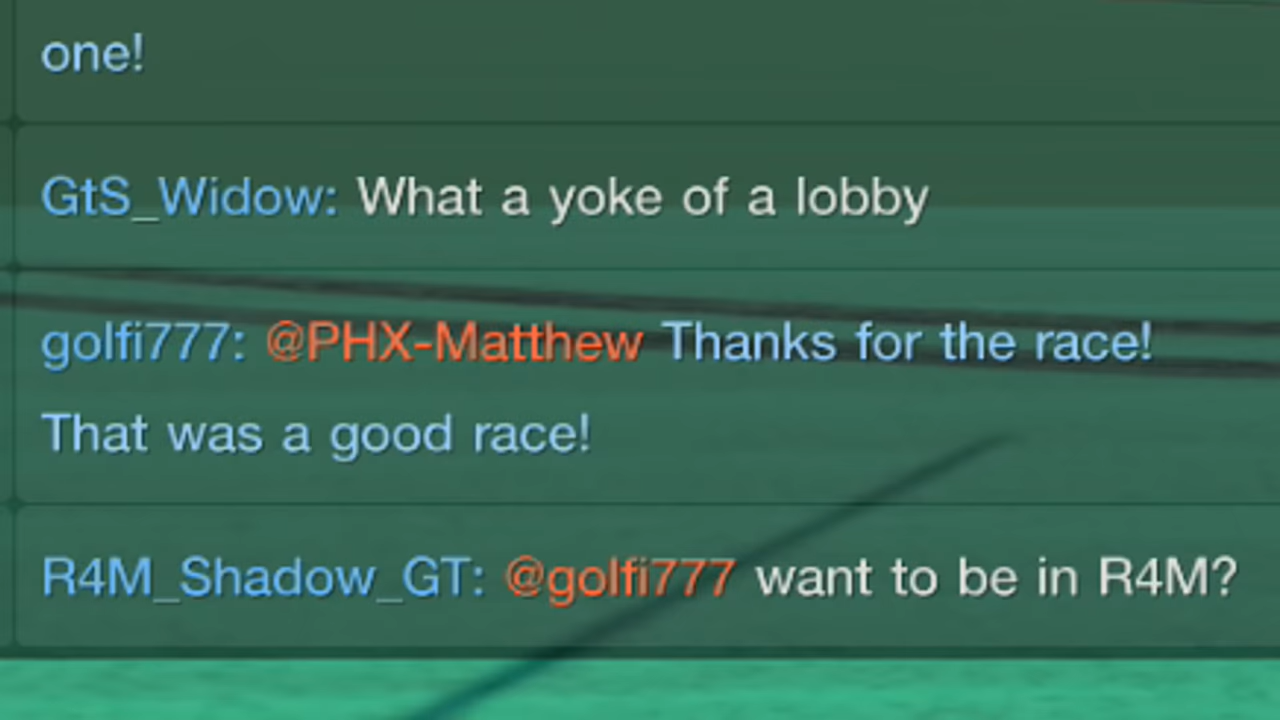 one!
GtS_Widow: What a yoke of a lobby
golfi777: @PHX-Matthew Thanks for the race!
That was a good race!
R4M_Shadow_GT: @golfi777 want to be in R4M?